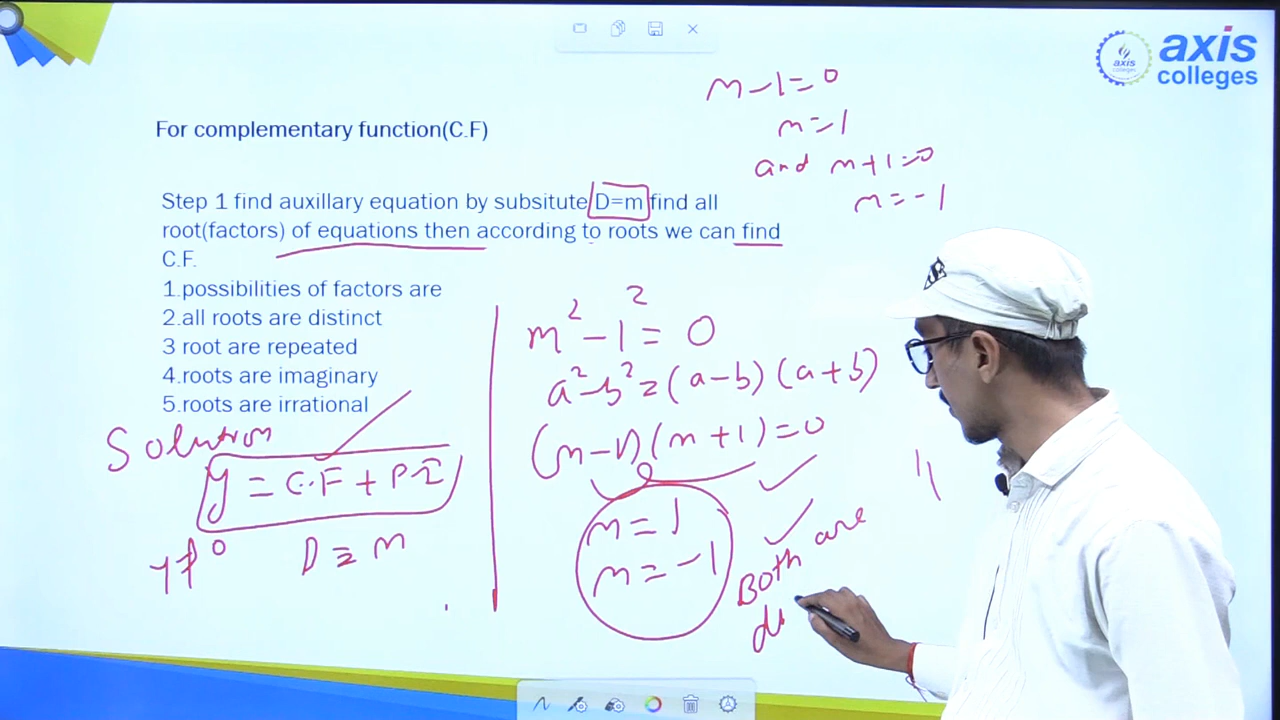 axis
colleges
axis
colleges
m-1=0
m=1
and m+1=0
m=-1
For complementary function(C.F)
Step 1 find auxillary equation by subsitute D=m find all
root(factors) of equations then according to roots we can find
C.F.
1.possibilities of factors are
2.all roots are distinct
3 root are repeated
4.roots are imaginary
5.roots are irrational
Solution
y = C.F + P.I
y≠0 D=m
m²-1²=0
a²-b²=(a-b)(a+b)
(m-1)(m+1)=0
m=1
m=-1
Both are